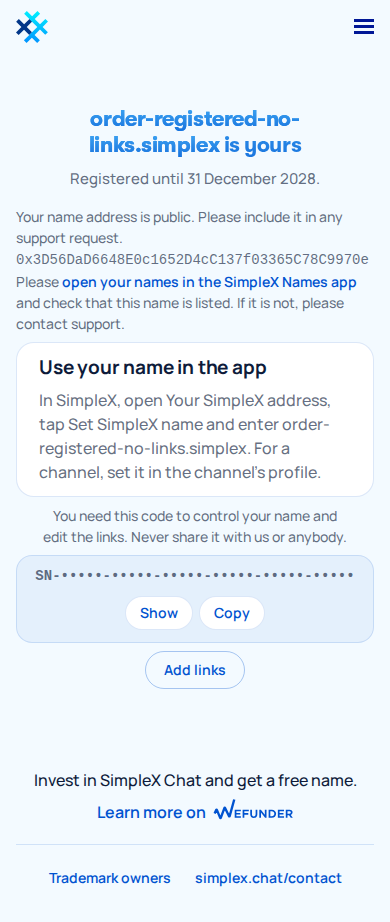 order-registered-no-
links.simplex is yours
Registered until 31 December 2028.
Your name address is public. Please include it in any
support request.
0x3D56DaD6648E0c1652D4cC137f03365C78C9970e
Please open your names in the SimpleX Names app
and check that this name is listed. If it is not, please
contact support.
Use your name in the app
In SimpleX, open Your SimpleX address,
tap Set SimpleX name and enter order-
registered-no-links.simplex. For a
channel, set it in the channel's profile.
You need this code to control your name and
edit the links. Never share it with us or anybody.
SN-•••••-•••••-•••••-•••••-•••••-•••••
Show Copy
Add links
Invest in SimpleX Chat and get a free name.
Learn more on WEFUNDER
Trademark owners simplex.chat/contact